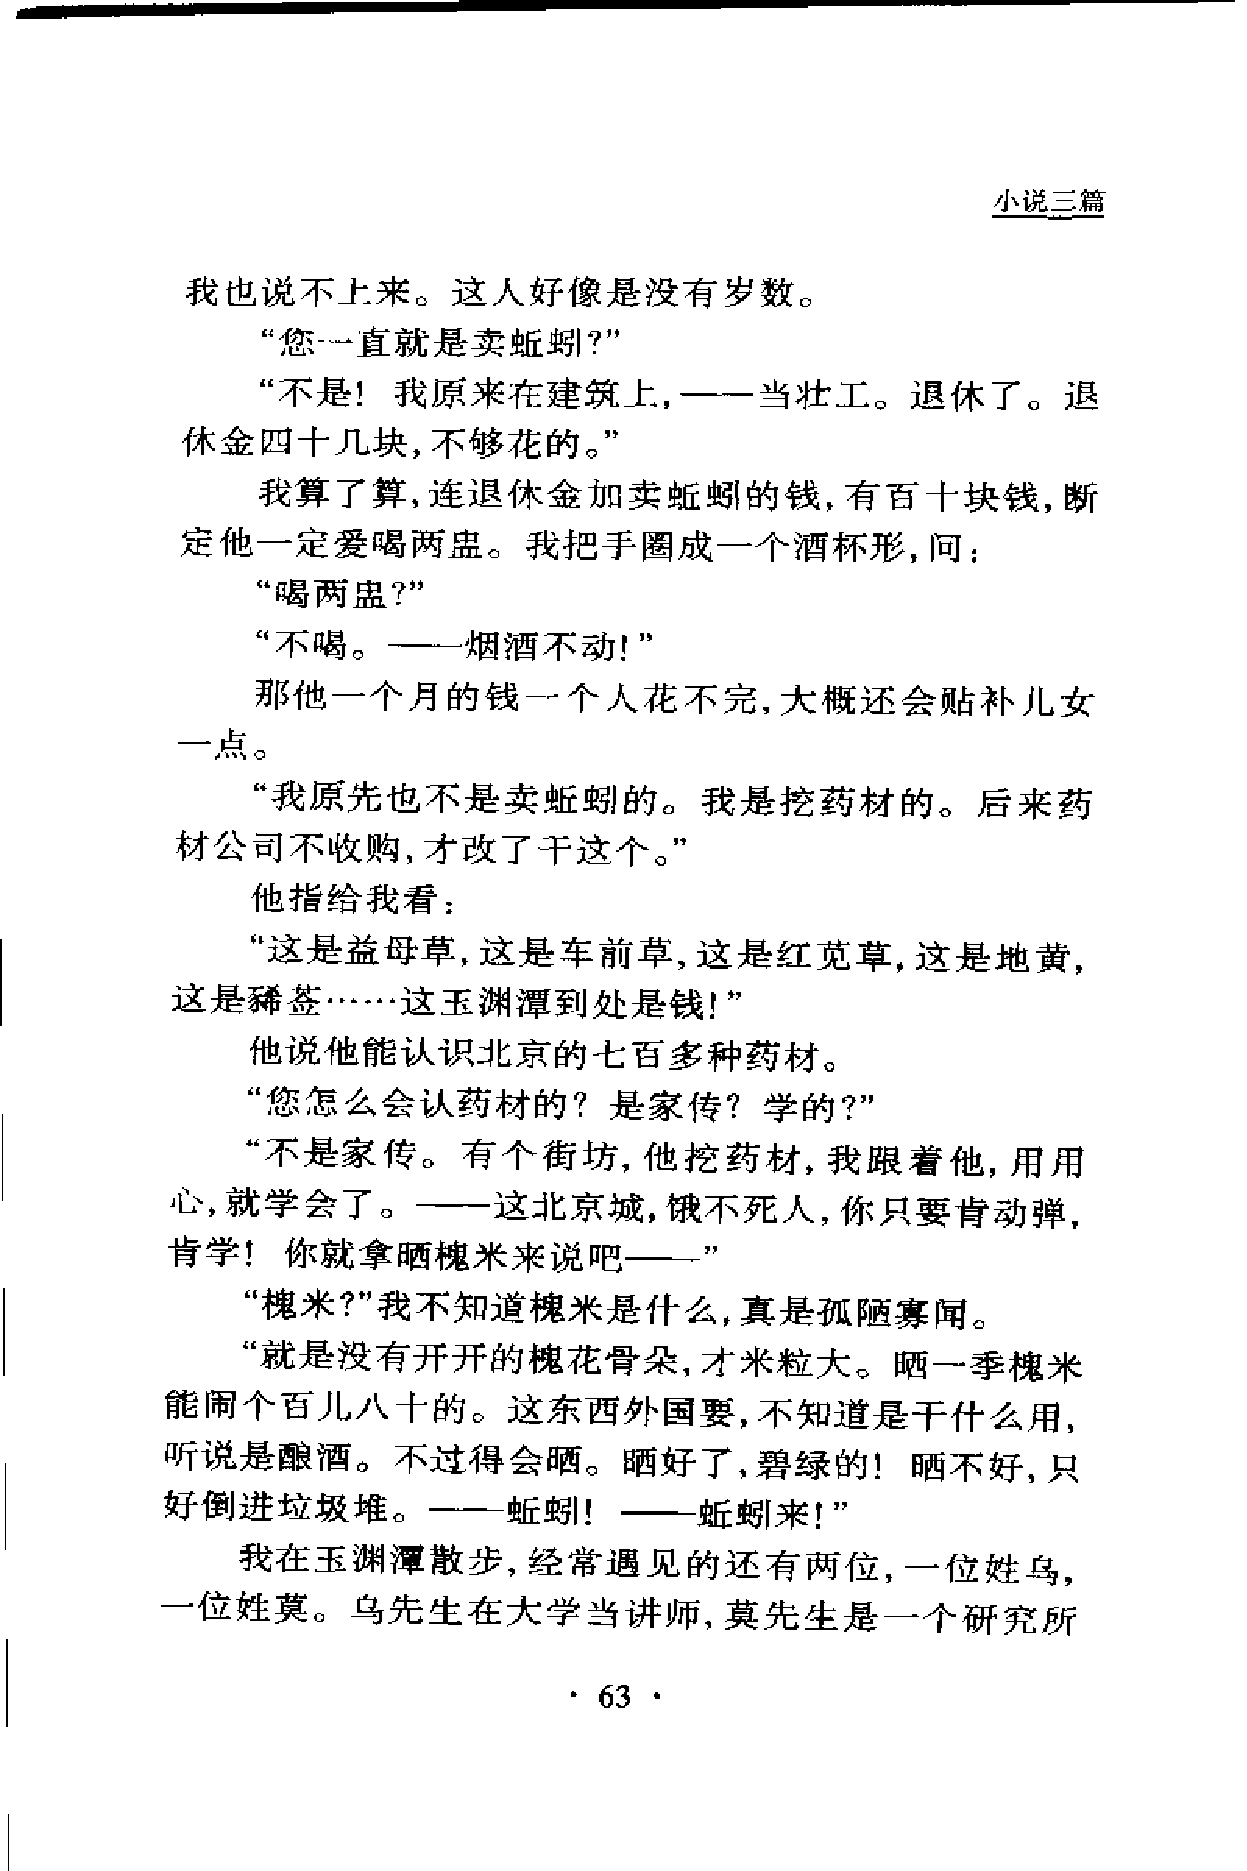 小说三篇
我也说不上来。这人好像是没有岁数。
“您一直就是卖蚯蚓?”
“不是! 我原来在建筑上,——当壮工。退休了。退
休金四十几块,不够花的。”
我算了算,连退休金加卖蚯蚓的钱,有百十块钱,断
定他一定爱喝两盅。我把手圈成一个酒杯形,问:
“喝两盅?”
“不喝。——烟酒不动!”
那他一个月的钱一个人花不完,大概还会贴补儿女
一点。
“我原先也不是卖蚯蚓的。我是挖药材的。后来药
材公司不收购,才改了干这个。”
他指给我看:
“这是益母草,这是车前草,这是红苋草,这是地黄,
这是豨莶……这玉渊潭到处是钱!”
他说他能认识北京的七百多种药材。
“您怎么会认药材的? 是家传? 学的?”
“不是家传。有个街坊,他挖药材,我跟着他,用用
心,就学会了。——这北京城,饿不死人,你只要肯动弹,
肯学! 你就拿晒槐米来说吧——”
“槐米?”我不知道槐米是什么,真是孤陋寡闻。
“就是没有开开的槐花骨朵,才米粒大。晒一季槐米
能闹个百儿八十的。这东西外国要,不知道是干什么用,
听说是酿酒。不过得会晒。晒好了,碧绿的! 晒不好,只
好倒进垃圾堆。——蚯蚓! ——蚯蚓来!”
我在玉渊潭散步,经常遇见的还有两位,一位姓乌,
一位姓莫。乌先生在大学当讲师,莫先生是一个研究所
· 63 ·